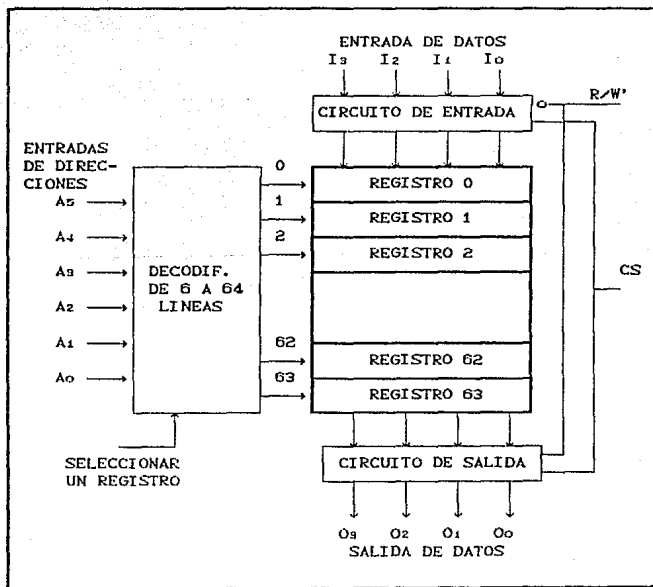 ENTRADA DE DATOS
I3 I2 I1 I0
CIRCUITO DE ENTRADA
R/W'
ENTRADAS
DE DIREC-
CIONES
A5
A4
A3
A2
A1
A0
DECODIF.
DE 6 A 64
LINEAS
0
1
2
62
63
REGISTRO 0
REGISTRO 1
REGISTRO 2
REGISTRO 62
REGISTRO 63
CS
SELECCIONAR
UN REGISTRO
CIRCUITO DE SALIDA
O3 O2 O1 O0
SALIDA DE DATOS